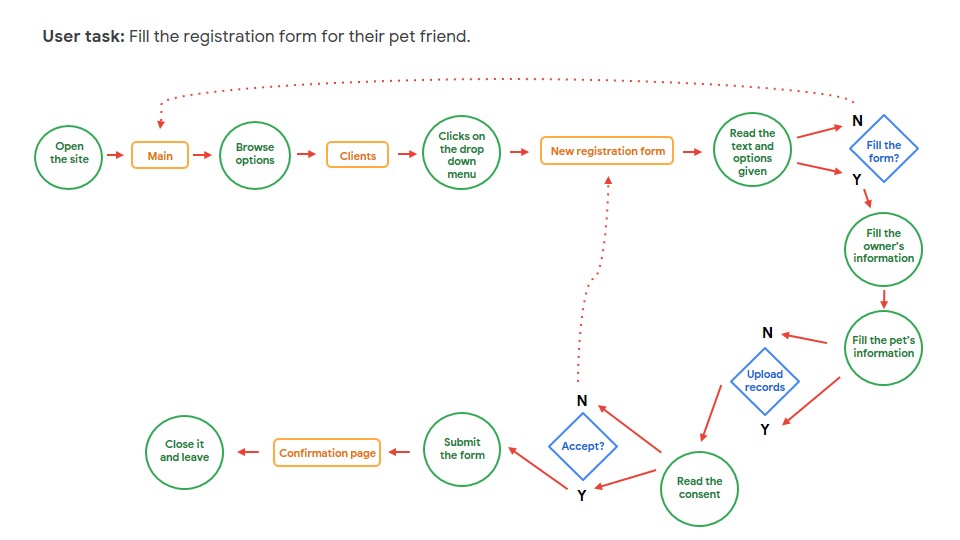 User task: Fill the registration form for their pet friend.
Open
the site
Main
Browse
options
Clients
Clicks on
the drop
down
menu
New registration form
Read the
text and
options
given
N
Fill the
form?
Y
Fill the
owner's
information
Fill the pet's
information
N
Upload
records
Y
Read the
consent
N
Accept?
Y
Submit
the form
Confirmation page
Close it
and leave